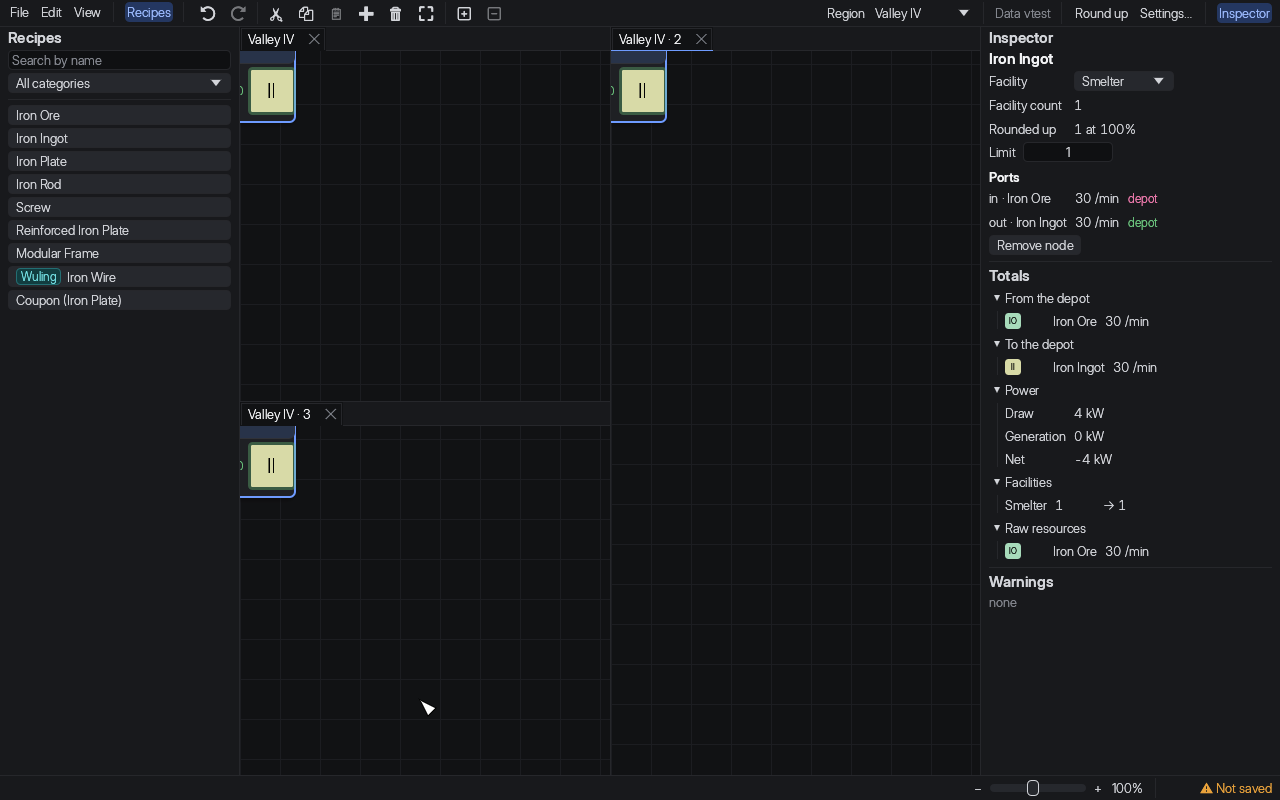 File Edit View Recipes Region Valley IV Data vtest Round up Settings... Inspector
Recipes
Search by name
All categories
Iron Ore
Iron Ingot
Iron Plate
Iron Rod
Screw
Reinforced Iron Plate
Modular Frame
Wuling Iron Wire
Coupon (Iron Plate)
Valley IV
II
Valley IV · 3
II
Valley IV · 2
II
Inspector
Iron Ingot
Facility Smelter
Facility count 1
Rounded up 1 at 100%
Limit 1
Ports
in · Iron Ore 30 /min depot
out · Iron Ingot 30 /min depot
Remove node
Totals
From the depot
IO Iron Ore 30 /min
To the depot
II Iron Ingot 30 /min
Power
Draw 4 kW
Generation 0 kW
Net -4 kW
Facilities
Smelter 1 → 1
Raw resources
IO Iron Ore 30 /min
Warnings
none
− + 100% Not saved